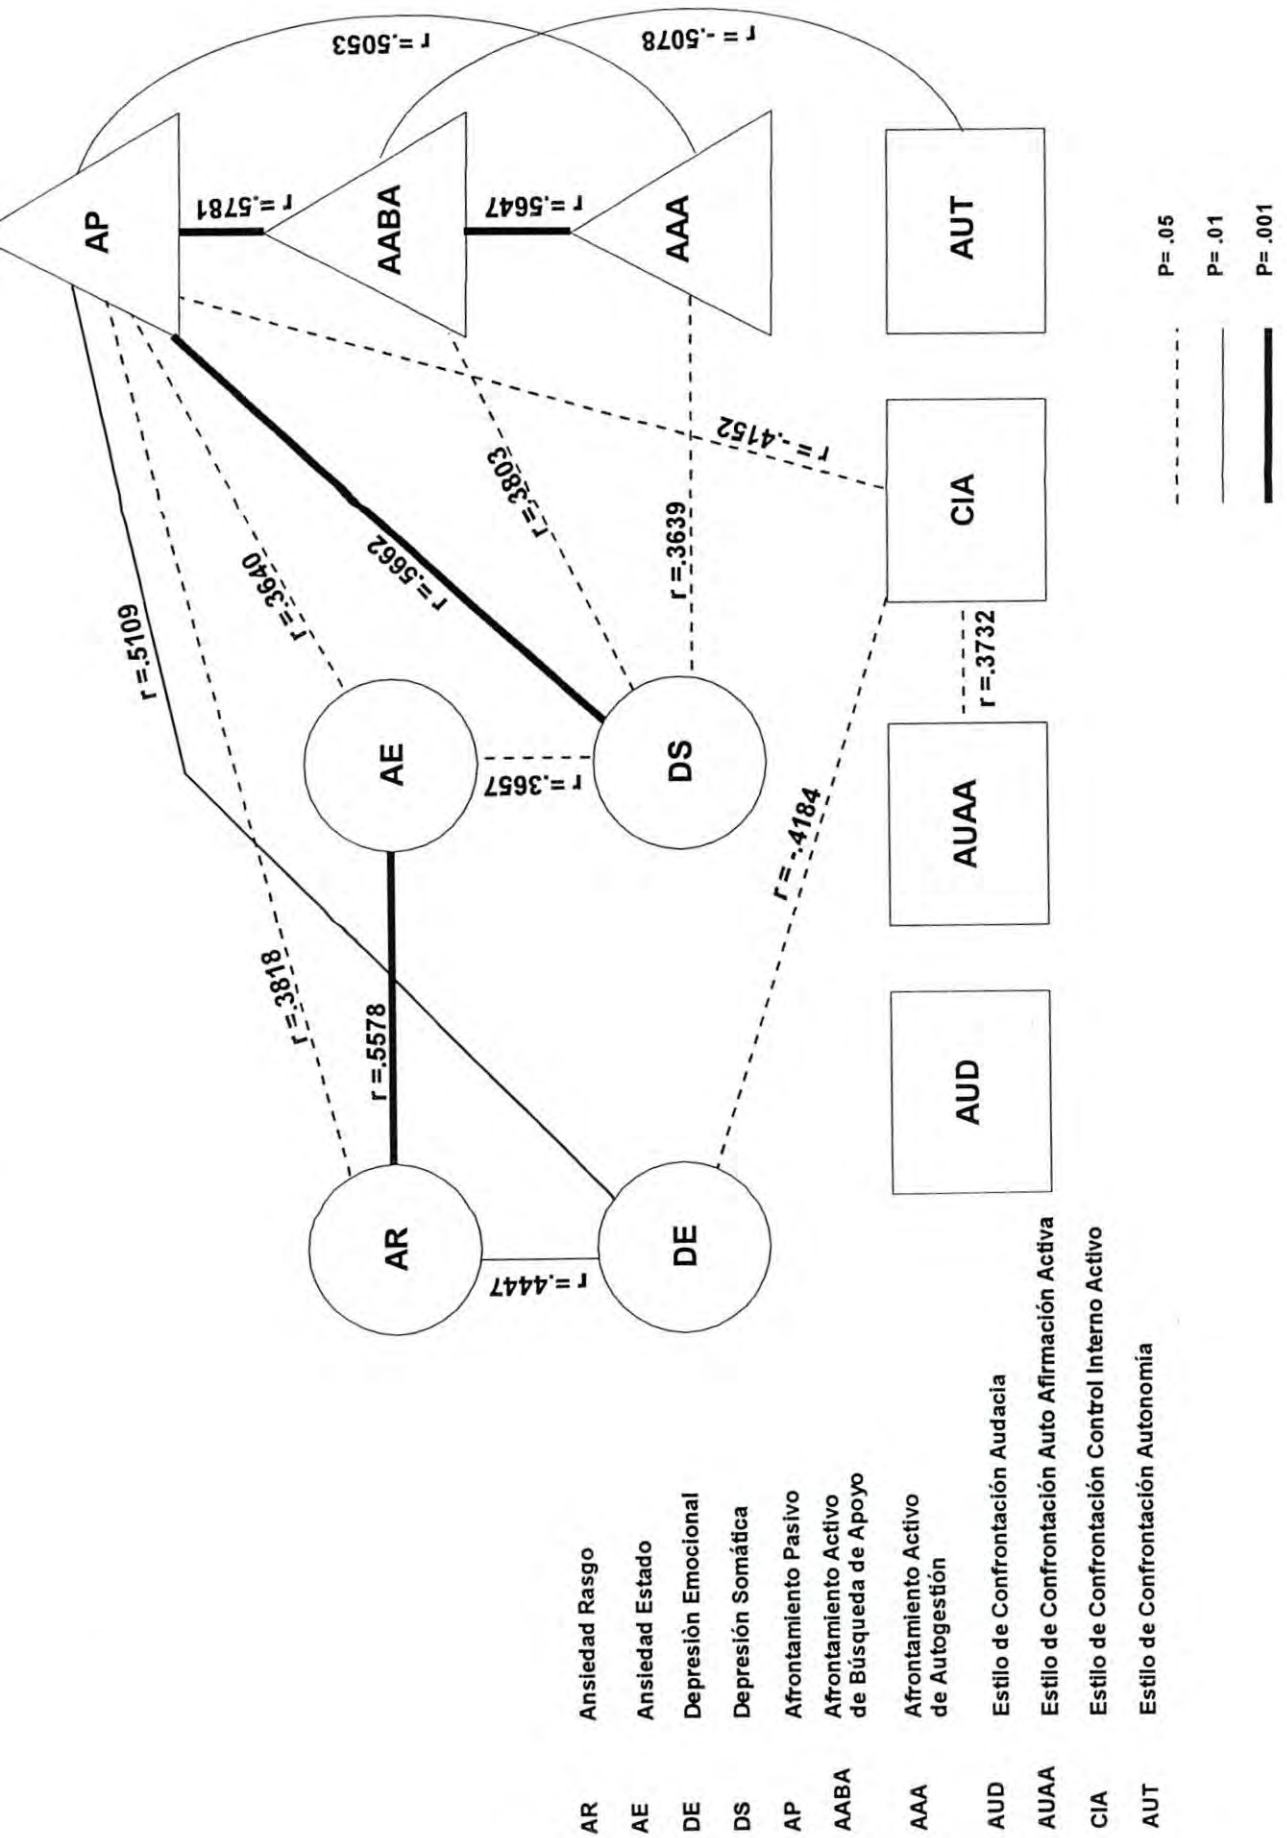 AP
AABA
AAA
AUT
AE
DS
CIA
AUAA
AR
DE
AUD
r =.5053
r = -.5078
r=.5781
r=.5647
r =.5109
r=.3640
r=.5662
r=.3803
r =.3639
r = -.4152
r=.3818
r =.5578
r=.3657
r = -.4184
r =.3732
r=.4447
P= .05
P= .01
P= .001
AR Ansiedad Rasgo
AE Ansiedad Estado
DE Depresiòn Emocional
DS Depresión Somática
AP Afrontamiento Pasivo
AABA Afrontamiento Activo
de Búsqueda de Apoyo
AAA Afrontamiento Activo
de Autogestión
AUD Estilo de Confrontación Audacia
AUAA Estilo de Confrontación Auto Afirmación Activa
CIA Estilo de Confrontación Control Interno Activo
AUT Estilo de Confrontación Autonomía